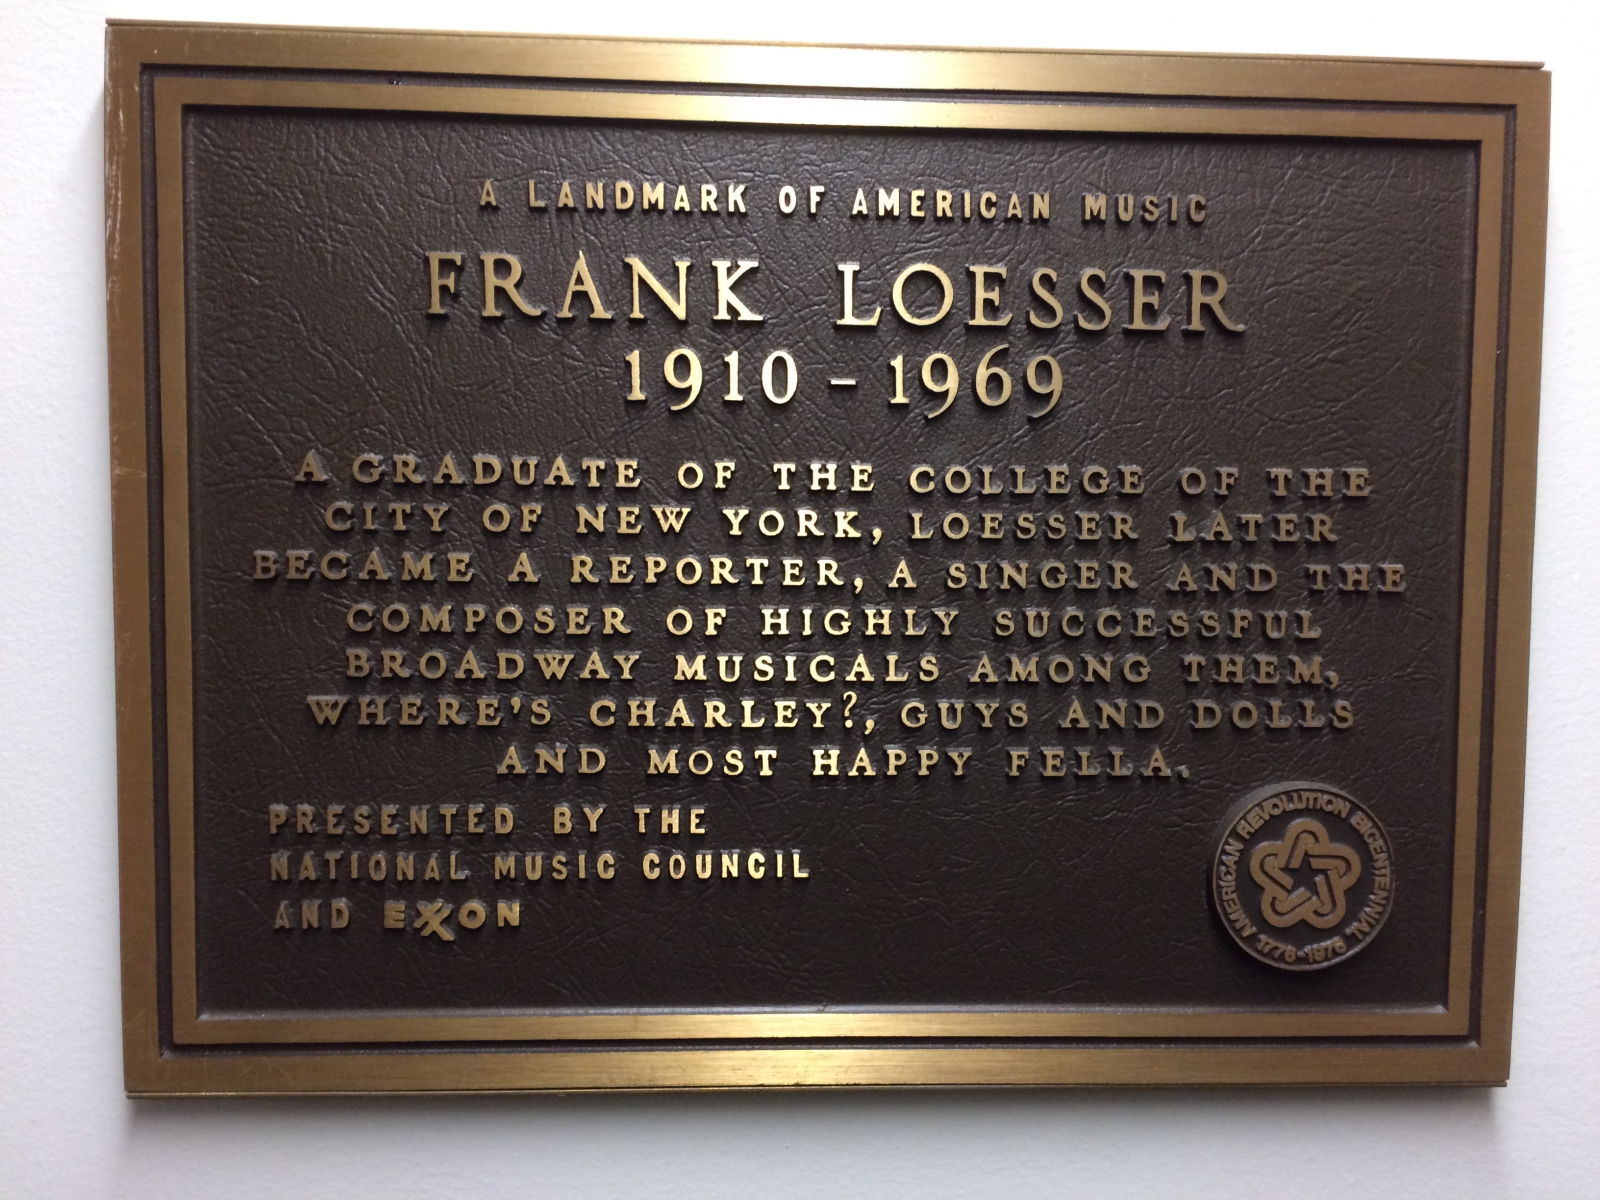 A LANDMARK OF AMERICAN MUSIC
FRANK LOESSER
1910 – 1969
A GRADUATE OF THE COLLEGE OF THE
CITY OF NEW YORK, LOESSER LATER
BECAME A REPORTER, A SINGER AND THE
COMPOSER OF HIGHLY SUCCESSFUL
BROADWAY MUSICALS AMONG THEM,
WHERE'S CHARLEY?, GUYS AND DOLLS
AND MOST HAPPY FELLA.
PRESENTED BY THE
NATIONAL MUSIC COUNCIL
AND EXXON
AMERICAN REVOLUTION BICENTENNIAL
1776-1976